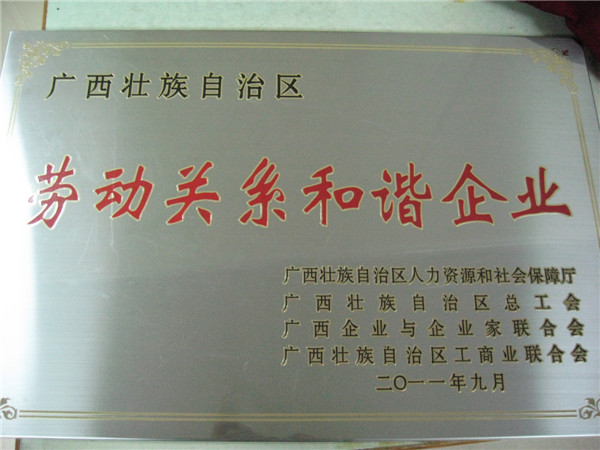 广西壮族自治区
劳动关系和谐企业
广西壮族自治区人力资源和社会保障厅
广西壮族自治区总工会
广西企业与企业家联合会
广西壮族自治区工商业联合会
二〇一一年九月